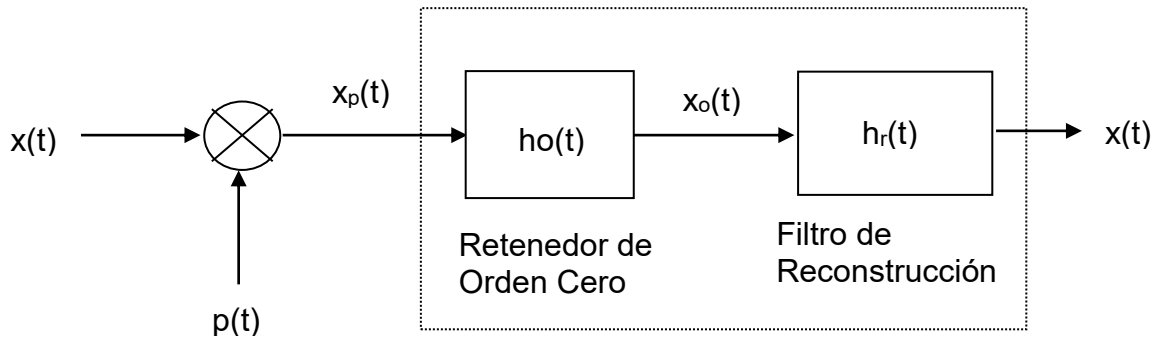 x(t)
xₚ(t)
ho(t)
xₒ(t)
hᵣ(t)
x(t)
Retenedor de
Orden Cero
Filtro de
Reconstrucción
p(t)